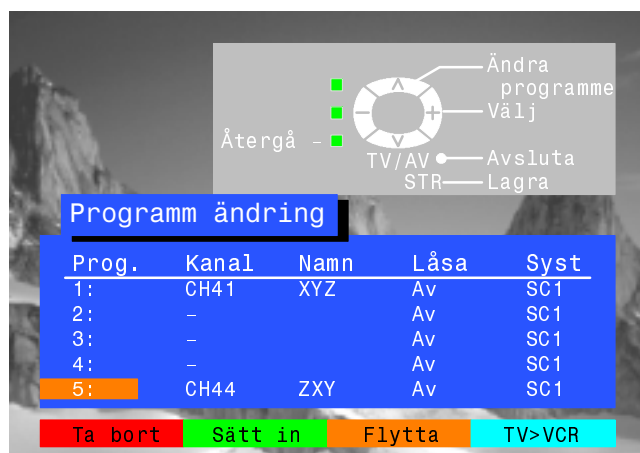 Ändra
programme
Välj
Återgå –
TV/AV Avsluta
STR Lagra
Programm ändring
Prog. Kanal Namn Låsa Syst
1: CH41 XYZ Av SC1
2: – Av SC1
3: – Av SC1
4: – Av SC1
5: CH44 ZXY Av SC1
Ta bort Sätt in Flytta TV>VCR